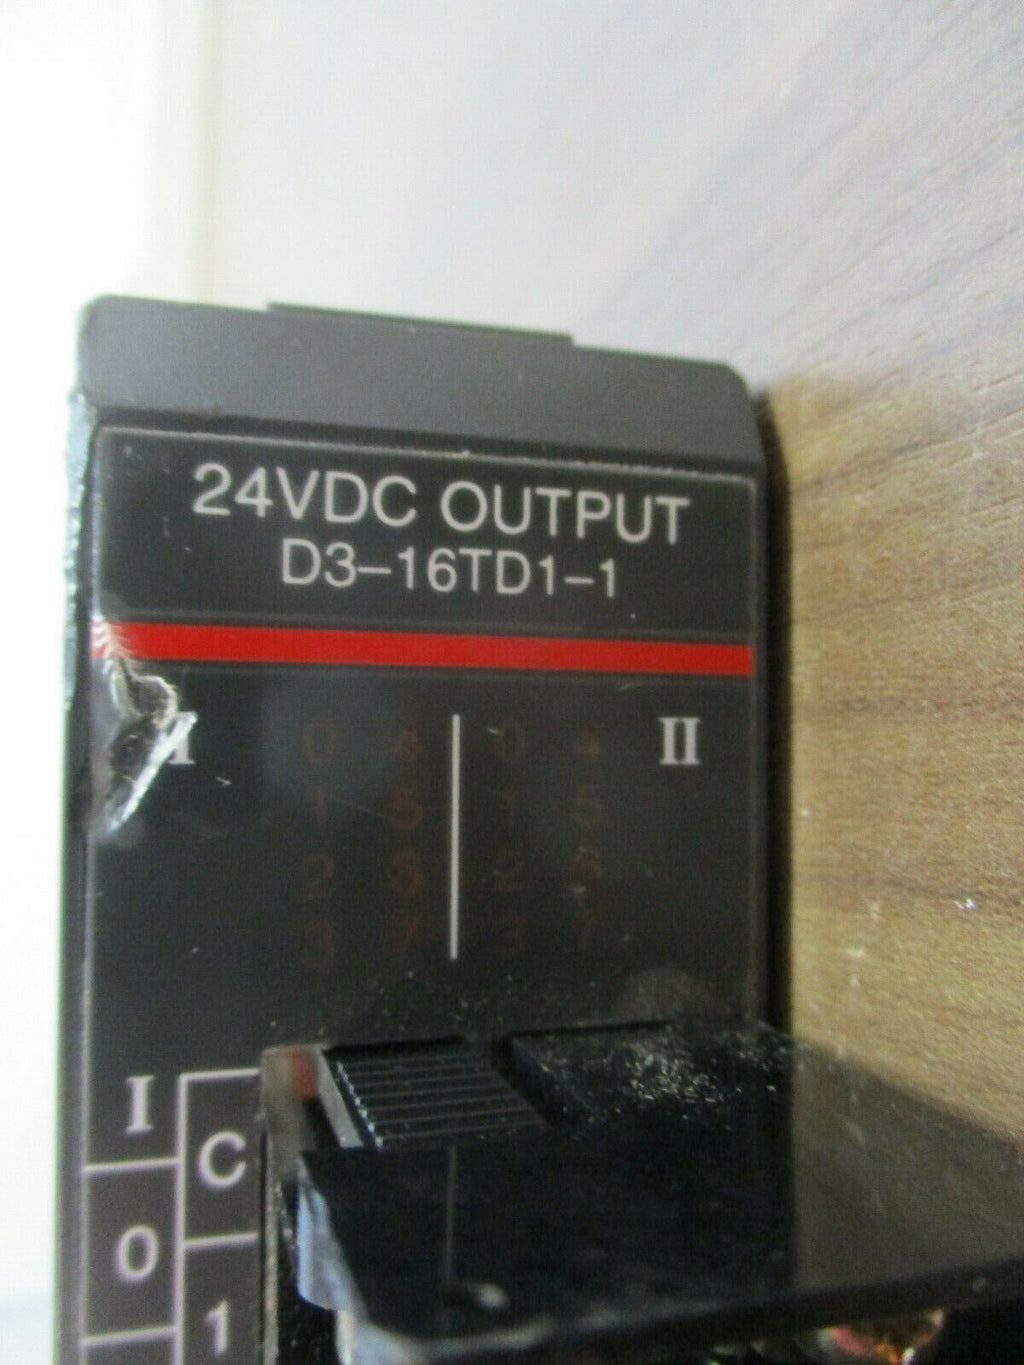 24VDC OUTPUT
D3-16TD1-1
I 0 4 0 4 II
1 5 1 5
2 6 2 6
3 7 3 7
I
C
0
1